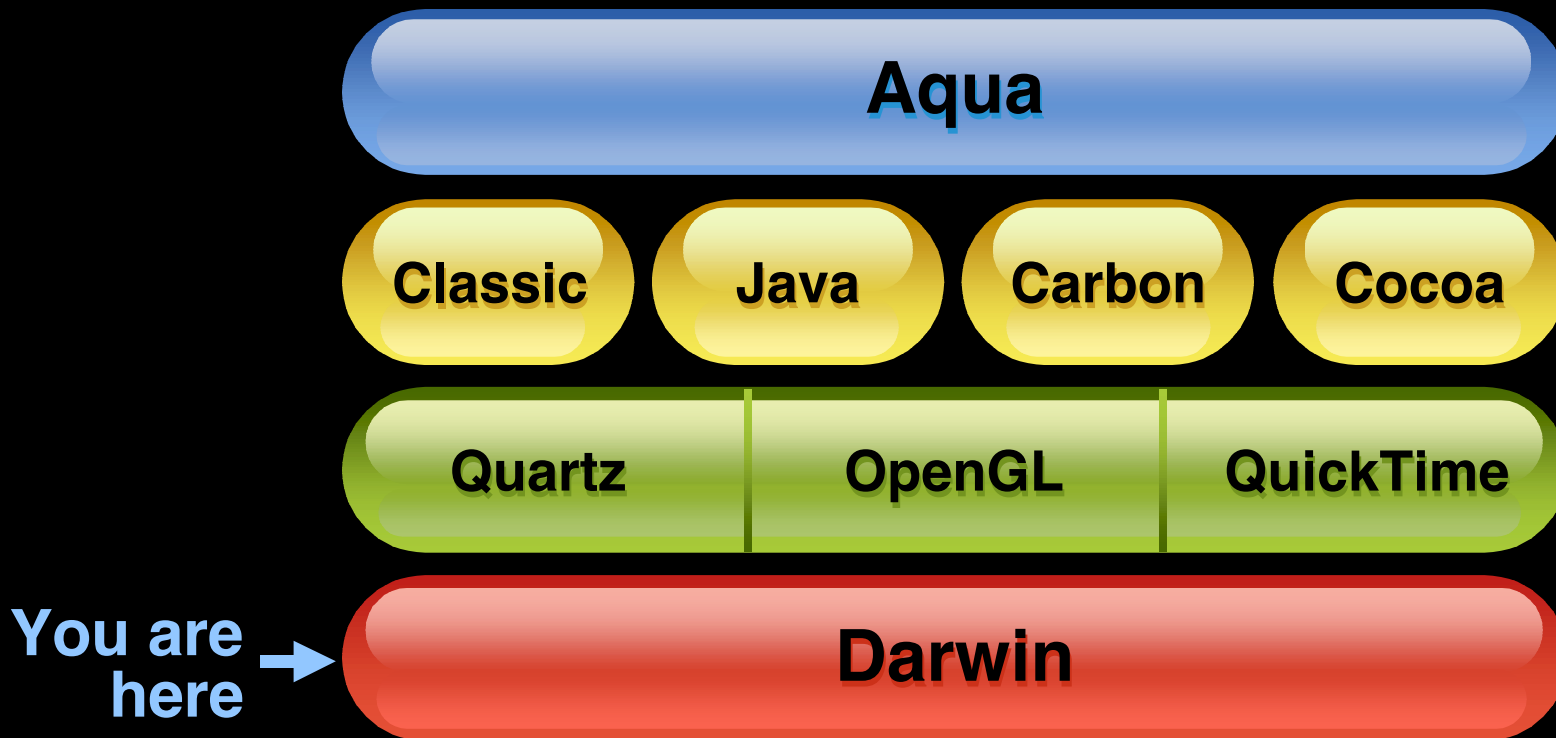 Aqua
Classic Java Carbon Cocoa
Quartz OpenGL QuickTime
You are
here
Darwin